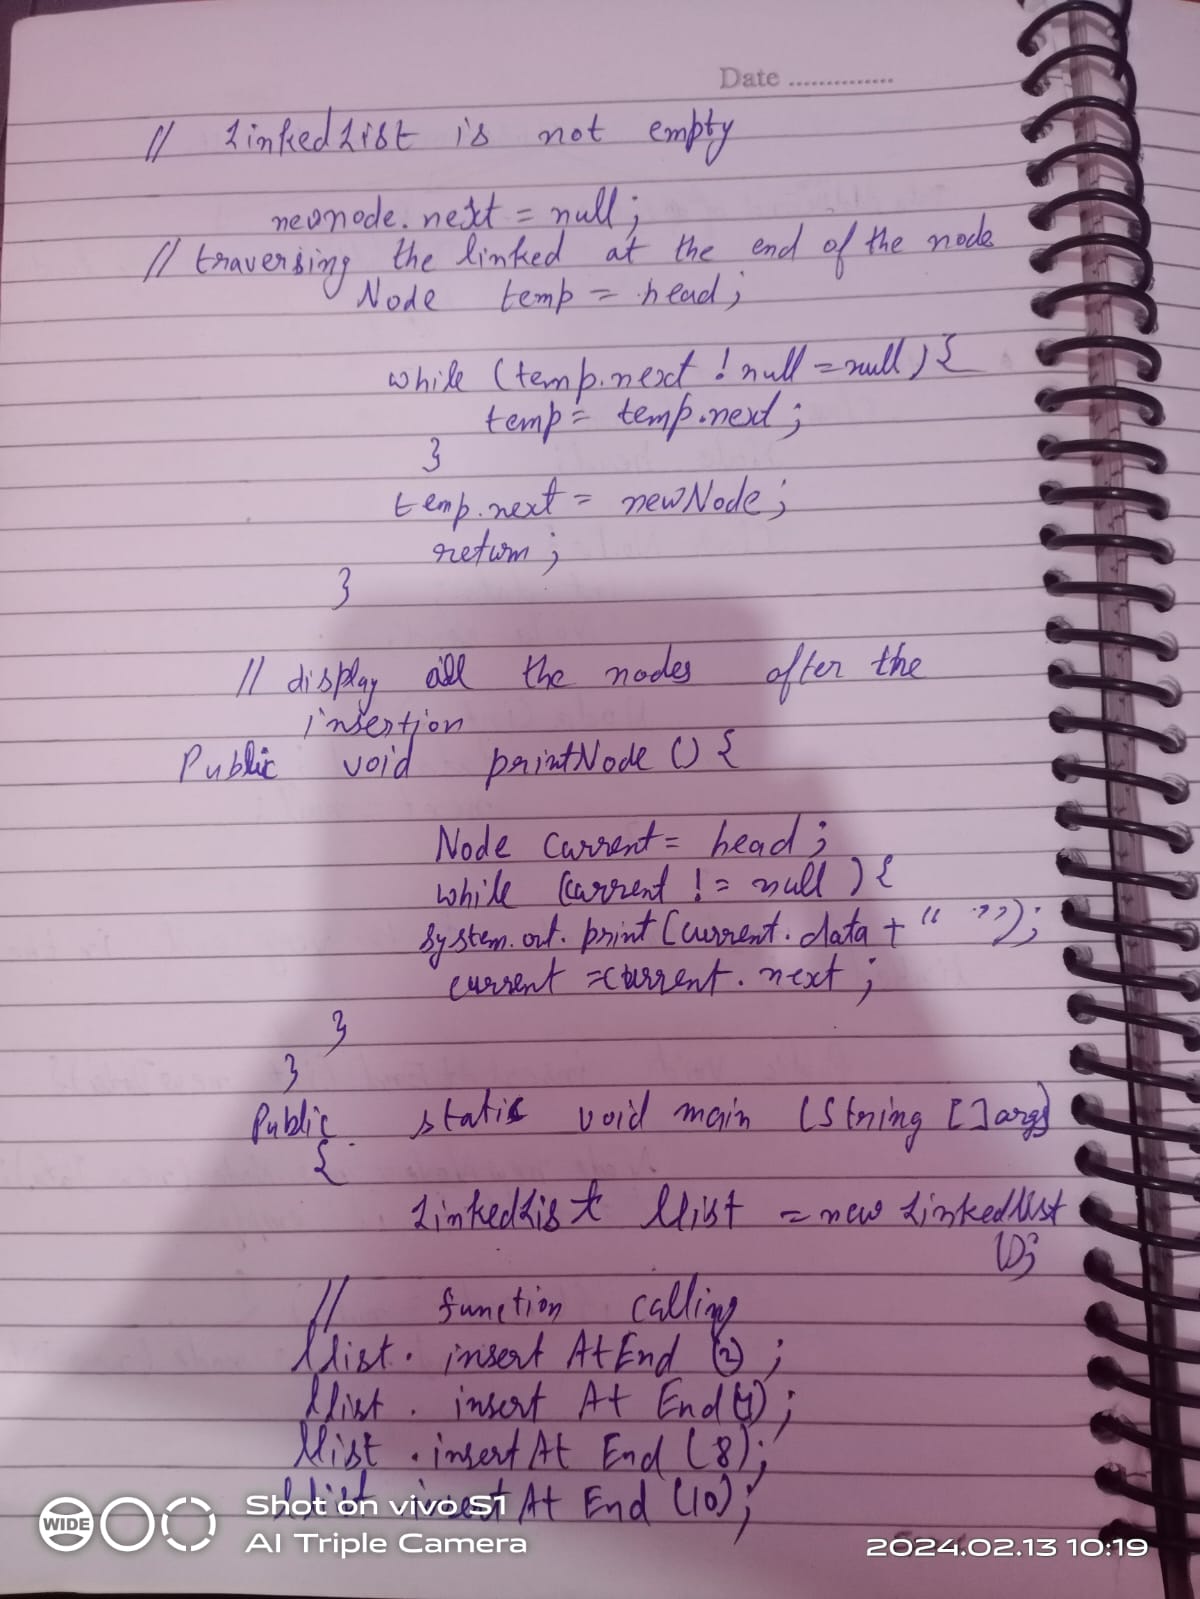 Date ..............
// LinkedList is not empty
newnode.next = null;
// traversing the linked at the end of the node
Node temp = head;
while (temp.next ! null = null) {
temp = temp.next;
}
temp.next = newNode;
return;
}
// display all the nodes after the
insertion
Public void printNode () {
Node current = head;
while (current != null) {
system.out.print(current.data + " ");
current = current.next;
}
}
Public static void main (String []args)
{
LinkedList llist = new LinkedList
();
// function calling
llist. insert AtEnd (2);
llist. insert At End();
llist. insertAt End (8);
llist insert At End (10);
WIDE
Shot on vivo S1
AI Triple Camera
2024.02.13 10:19